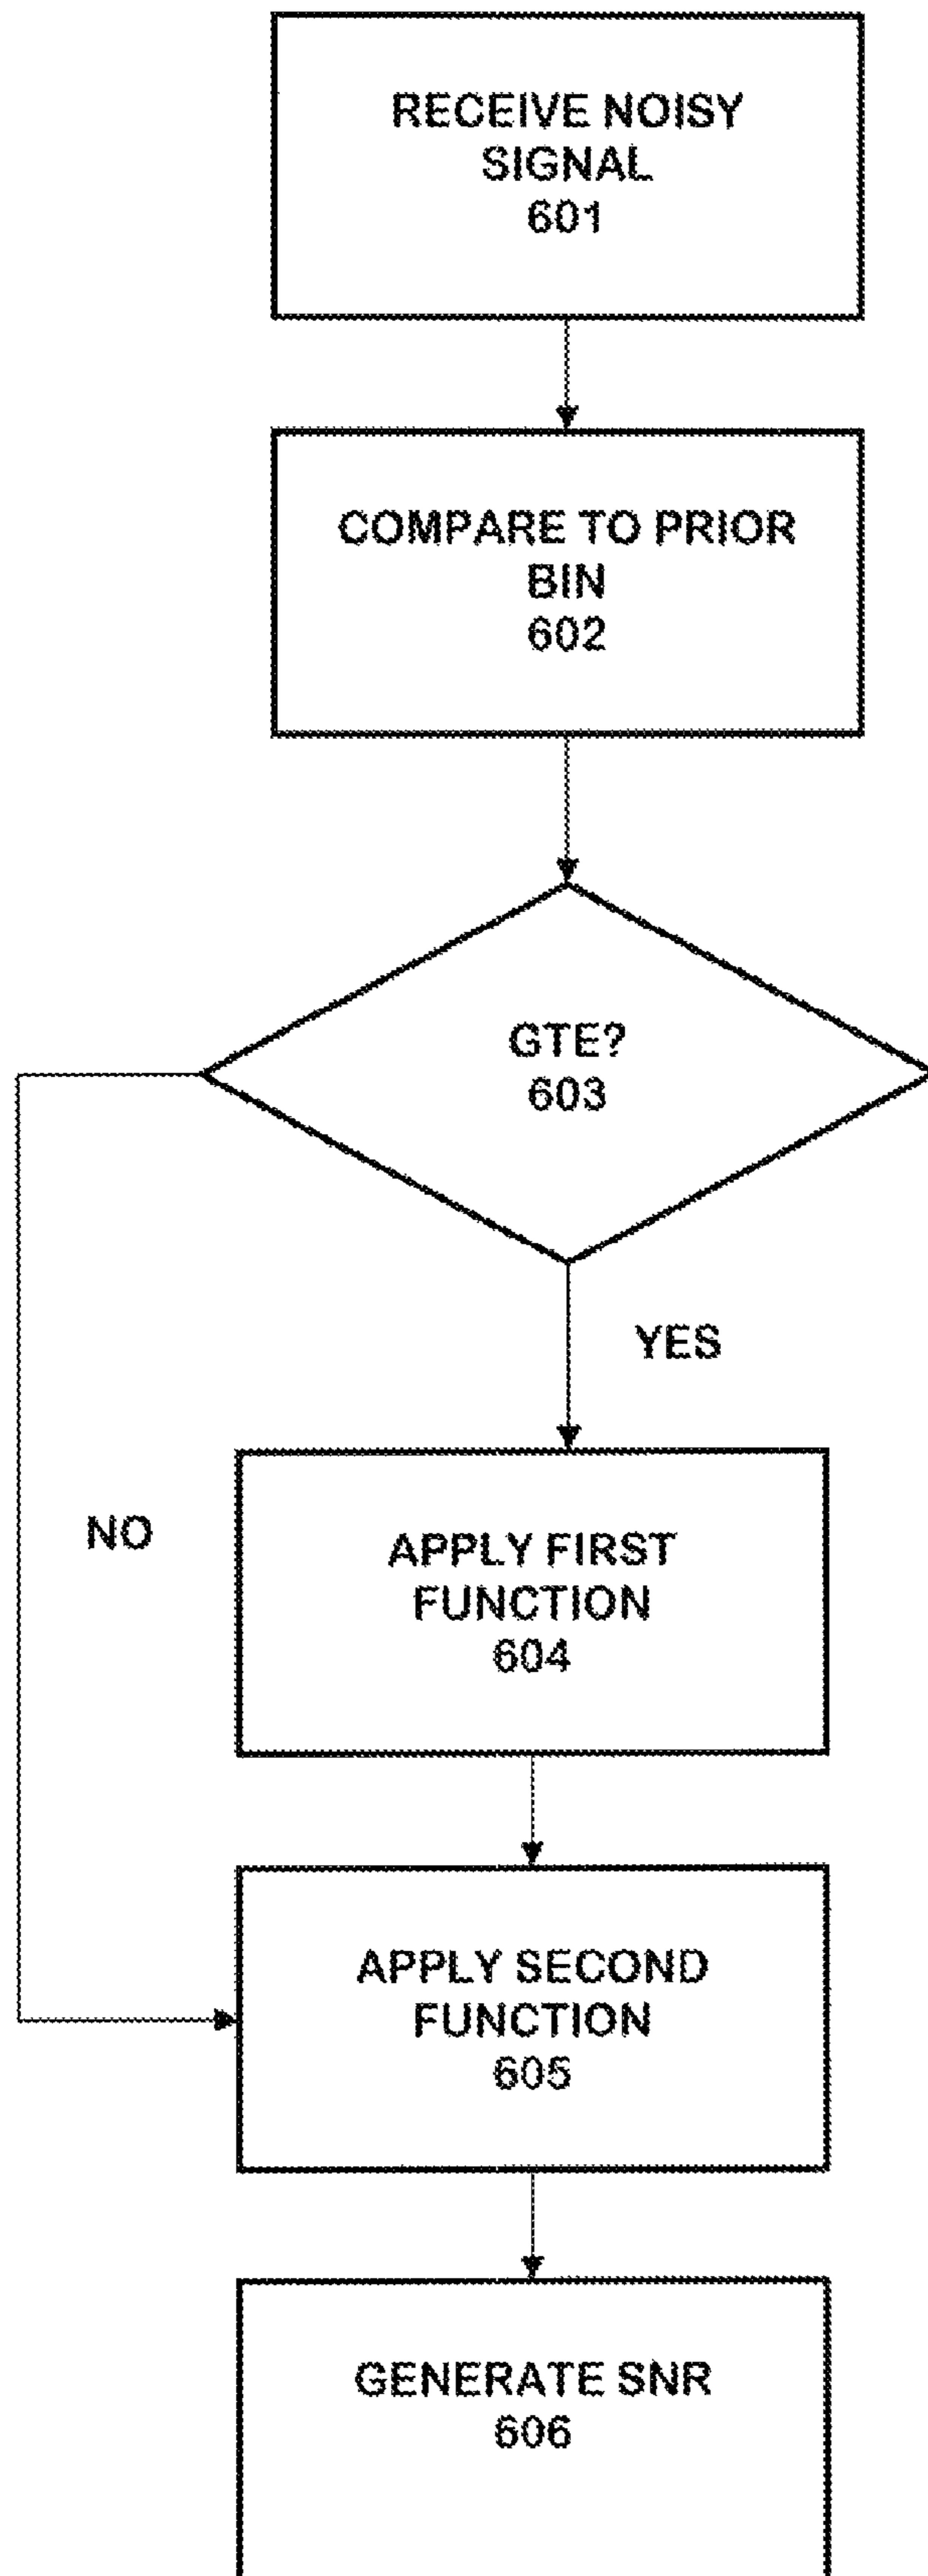 RECEIVE NOISY
SIGNAL
601
COMPARE TO PRIOR
BIN
602
GTE?
603
YES
NO
APPLY FIRST
FUNCTION
604
APPLY SECOND
FUNCTION
605
GENERATE SNR
606